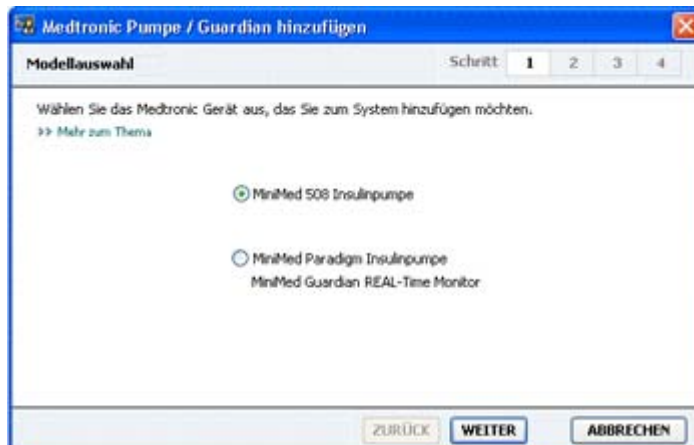 Medtronic Pumpe / Guardian hinzufügen
Modellauswahl Schritt 1 2 3 4
Wählen Sie das Medtronic Gerät aus, das Sie zum System hinzufügen möchten.
>> Mehr zum Thema
MiniMed 508 Insulinpumpe
MiniMed Paradigm Insulinpumpe
MiniMed Guardian REAL-Time Monitor
ZURÜCK WEITER ABBRECHEN